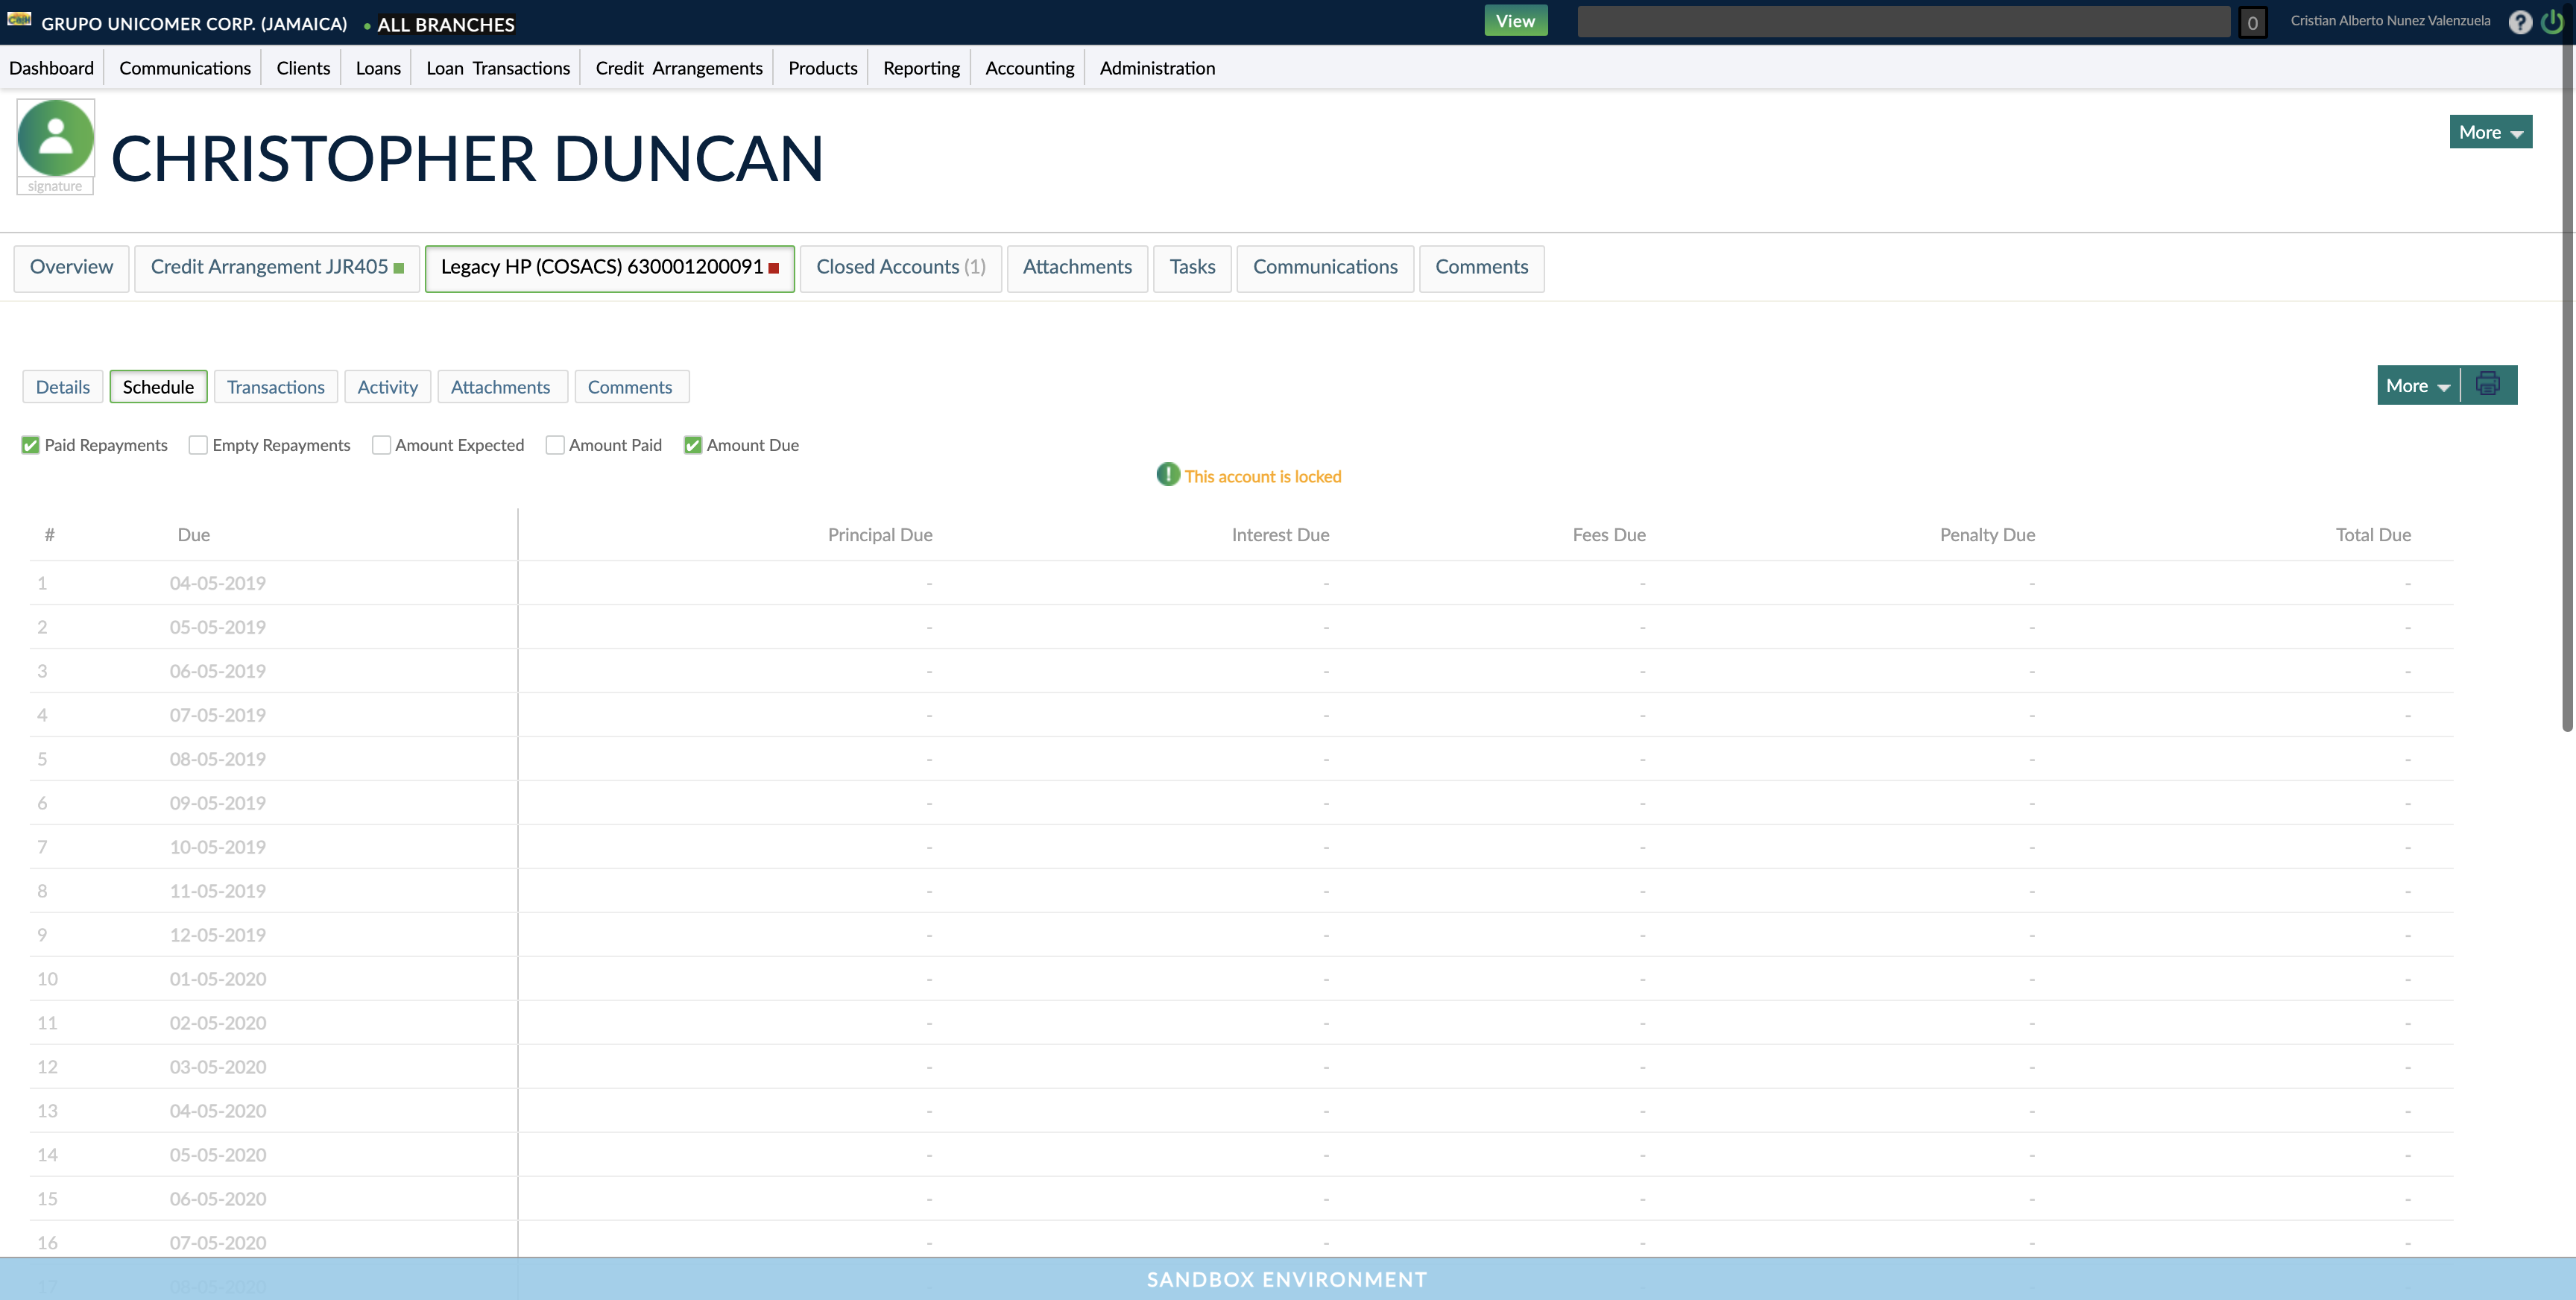 GRUPO UNICOMER CORP. (JAMAICA) • ALL BRANCHES View 0 Cristian Alberto Nunez Valenzuela ?
Dashboard Communications Clients Loans Loan Transactions Credit Arrangements Products Reporting Accounting Administration
signature
CHRISTOPHER DUNCAN
More
Overview Credit Arrangement JJR405 Legacy HP (COSACS) 630001200091 Closed Accounts (1) Attachments Tasks Communications Comments
Details Schedule Transactions Activity Attachments Comments More
Paid Repayments Empty Repayments Amount Expected Amount Paid Amount Due
! This account is locked
# Due Principal Due Interest Due Fees Due Penalty Due Total Due
1 04-05-2019 - - - - -
2 05-05-2019 - - - - -
3 06-05-2019 - - - - -
4 07-05-2019 - - - - -
5 08-05-2019 - - - - -
6 09-05-2019 - - - - -
7 10-05-2019 - - - - -
8 11-05-2019 - - - - -
9 12-05-2019 - - - - -
10 01-05-2020 - - - - -
11 02-05-2020 - - - - -
12 03-05-2020 - - - - -
13 04-05-2020 - - - - -
14 05-05-2020 - - - - -
15 06-05-2020 - - - - -
16 07-05-2020 - - - - -
17 08-05-2020
SANDBOX ENVIRONMENT